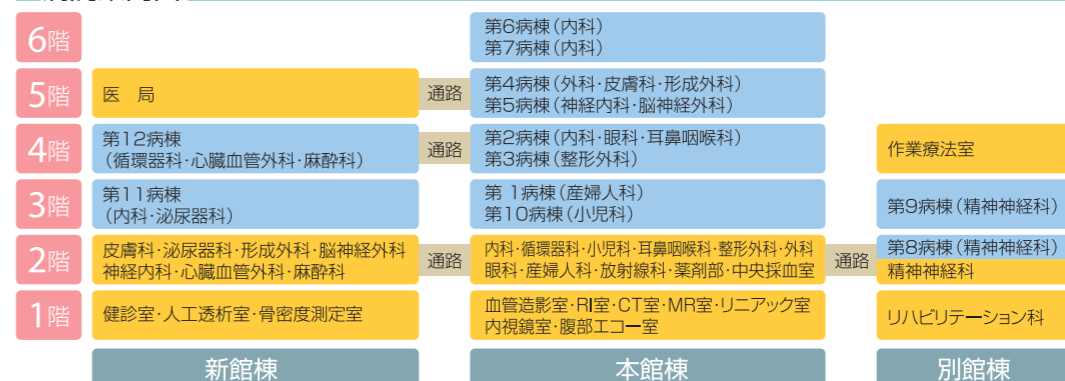 6階
第6病棟(内科)
第7病棟(内科)
5階
医 局
通路
第4病棟(外科・皮膚科・形成外科)
第5病棟(神経内科・脳神経外科)
4階
第12病棟
(循環器科・心臓血管外科・麻酔科)
通路
第2病棟(内科・眼科・耳鼻咽喉科)
第3病棟(整形外科)
作業療法室
3階
第11病棟
(内科・泌尿器科)
第 1病棟(産婦人科)
第10病棟(小児科)
第9病棟(精神神経科)
2階
皮膚科・泌尿器科・形成外科・脳神経外科
神経内科・心臓血管外科・麻酔科
通路
内科・循環器科・小児科・耳鼻咽喉科・整形外科・外科
眼科・産婦人科・放射線科・薬剤部・中央採血室
通路
第8病棟(精神神経科)
精神神経科
1階
健診室・人工透析室・骨密度測定室
血管造影室・RI室・CT室・MR室・リニアック室
内視鏡室・腹部エコー室
リハビリテーション科
新館棟
本館棟
別館棟